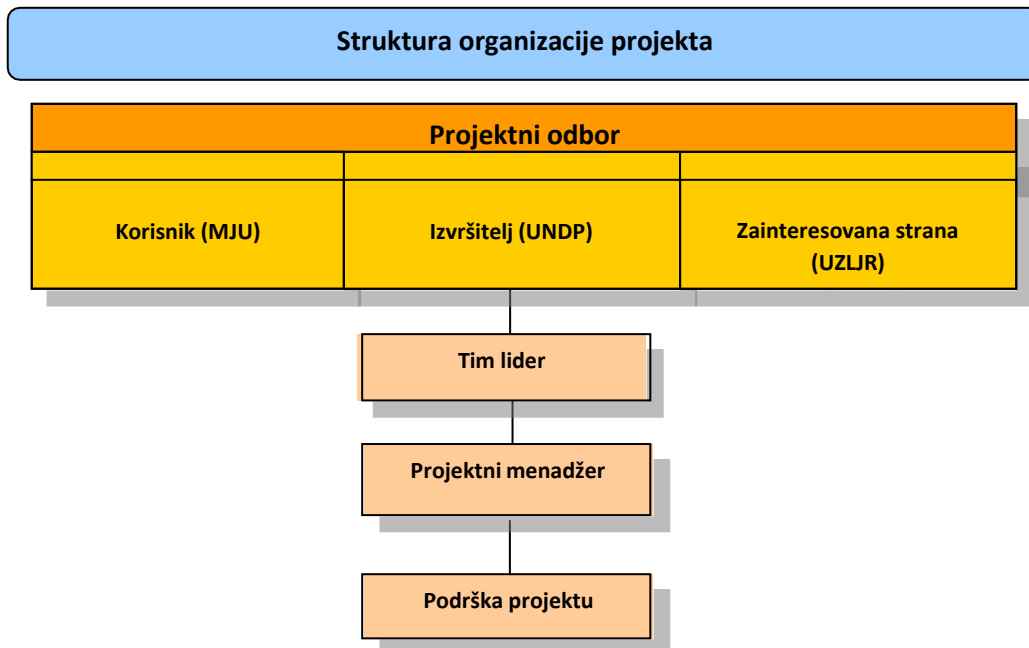 Struktura organizacije projekta
Projektni odbor
Korisnik (MJU)
Izvršitelj (UNDP)
Zainteresovana strana
(UZLJR)
Tim lider
Projektni menadžer
Podrška projektu